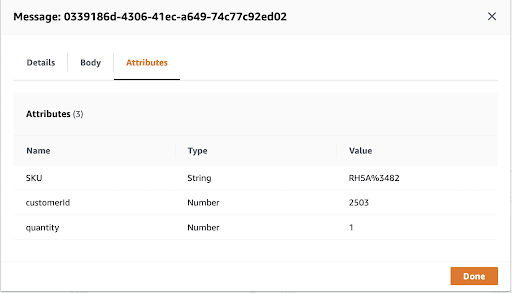 Message: 0339186d-4306-41ec-a649-74c77c92ed02
Details Body Attributes
Attributes (3)
Name Type Value
SKU String RH5A%3482
customerId Number 2503
quantity Number 1
Done